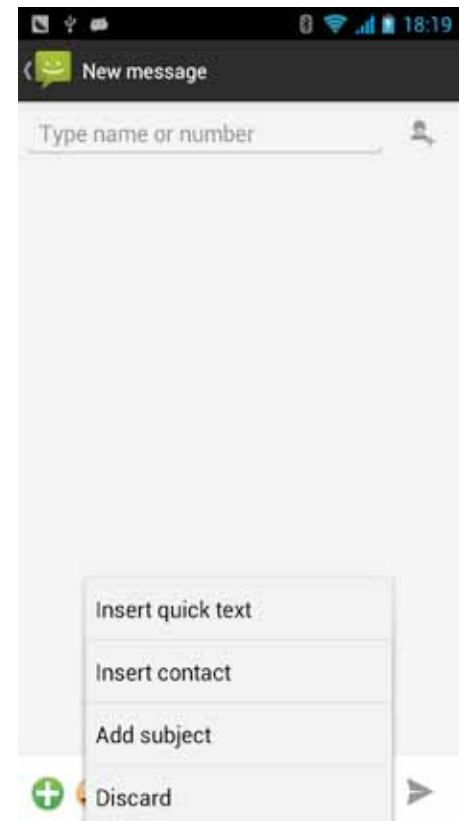 18:19
New message
Type name or number
Insert quick text
Insert contact
Add subject
Discard